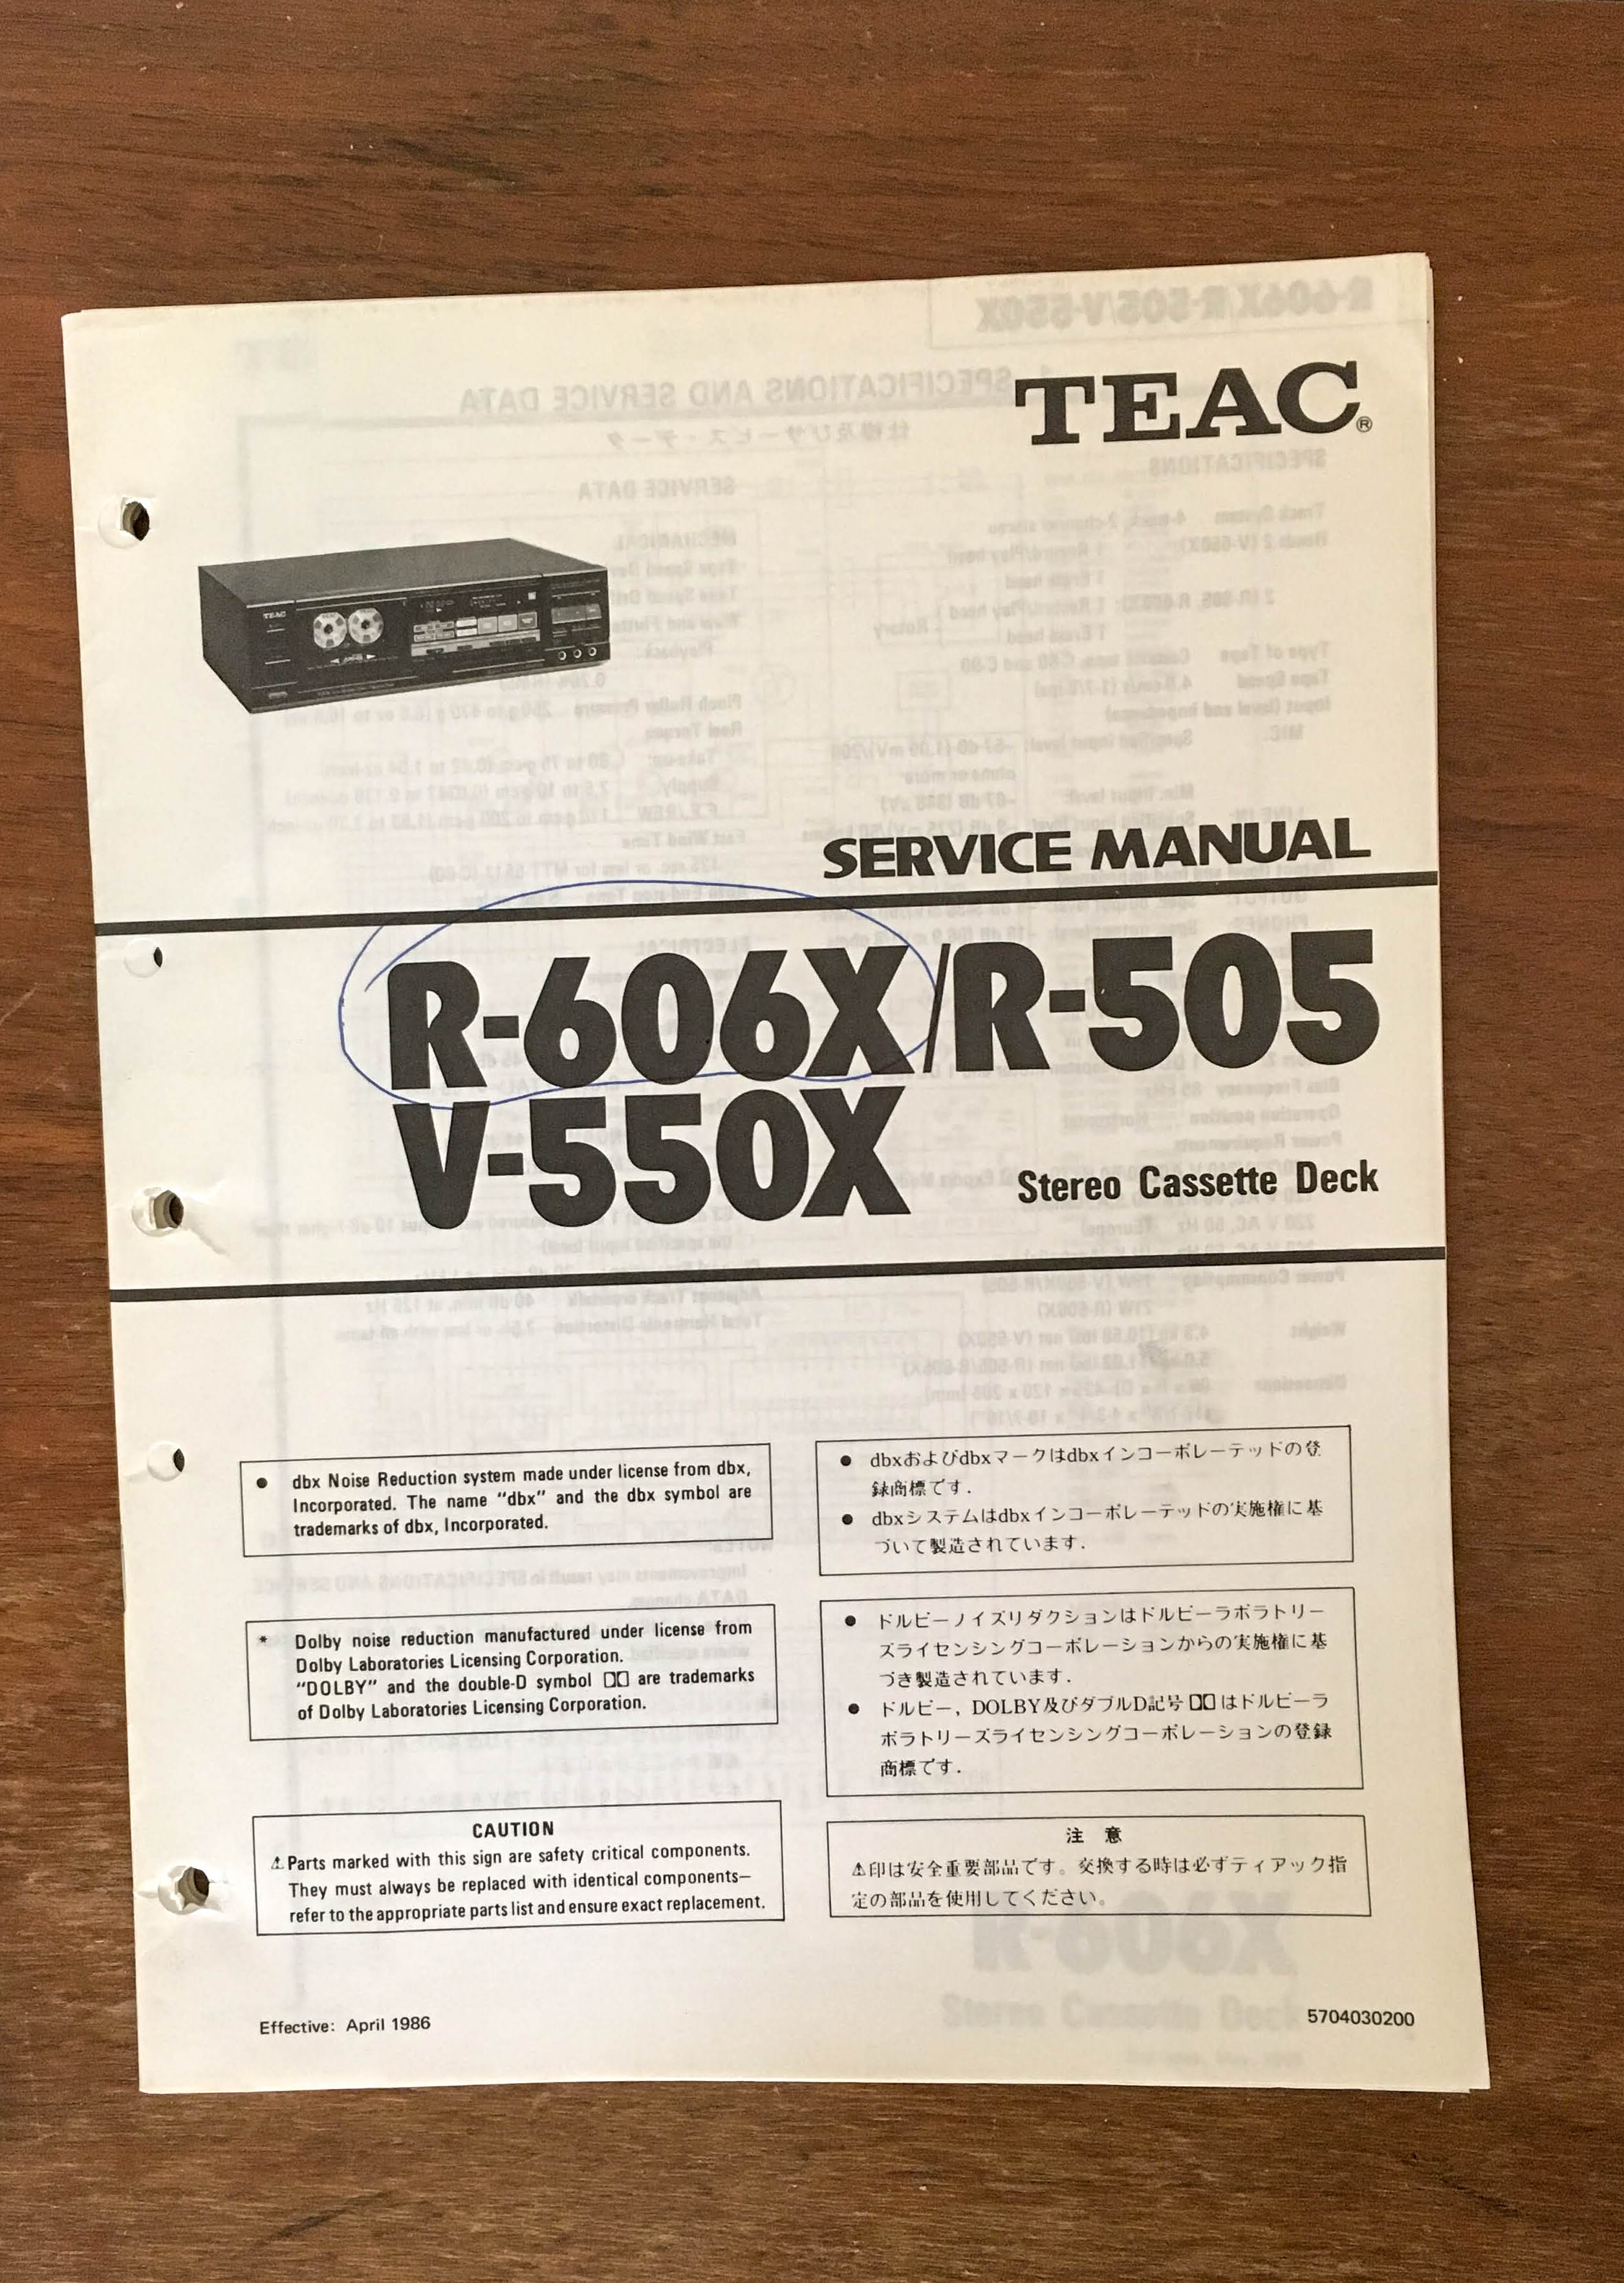 TEAC®
TEAC
SERVICE MANUAL
R-606X/R-505
V-550X
Stereo Cassette Deck
● dbx Noise Reduction system made under license from dbx,
Incorporated. The name “dbx” and the dbx symbol are
trademarks of dbx, Incorporated.
● dbxおよびdbxマークはdbxインコーポレーテッドの登
録商標です.
● dbxシステムはdbxインコーポレーテッドの実施権に基
づいて製造されています.
* Dolby noise reduction manufactured under license from
Dolby Laboratories Licensing Corporation.
“DOLBY” and the double-D symbol are trademarks
of Dolby Laboratories Licensing Corporation.
● ドルビーノイズリダクションはドルビーラボラトリー
ズライセンシングコーポレーションからの実施権に基
づき製造されています.
● ドルビー, DOLBY及びダブルD記号はドルビーラ
ボラトリーズライセンシングコーポレーションの登録
商標です.
CAUTION
⚠ Parts marked with this sign are safety critical components.
They must always be replaced with identical components—
refer to the appropriate parts list and ensure exact replacement.
注 意
⚠印は安全重要部品です。交換する時は必ずティアック指
定の部品を使用してください。
Effective: April 1986
5704030200